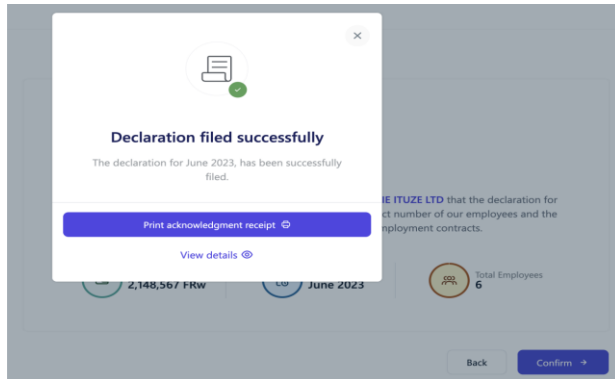 Declaration filed successfully
The declaration for June 2023, has been successfully
filed.
Print acknowledgment receipt
View details
IE ITUZE LTD that the declaration for
ct number of our employees and the
mployment contracts.
2,148,567 FRw
June 2023
Total Employees
6
Back
Confirm